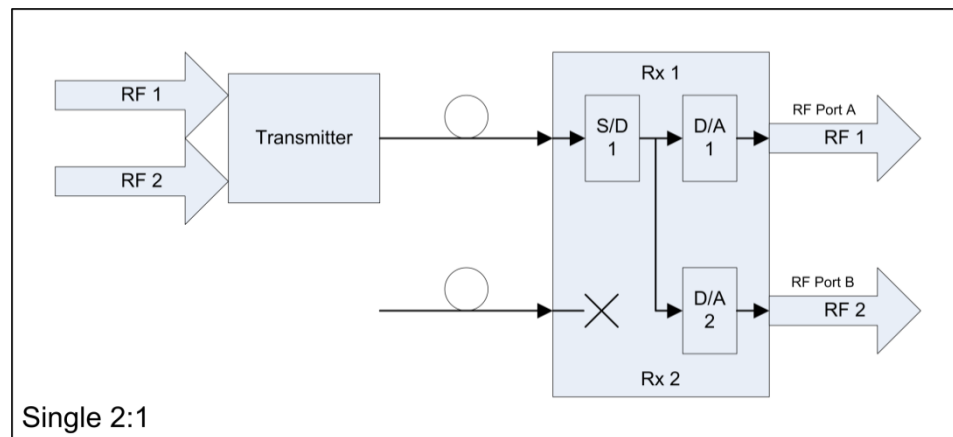 RF 1
RF 2
Transmitter
Rx 1
S/D
1
D/A
1
RF Port A
RF 1
D/A
2
RF Port B
RF 2
Rx 2
Single 2:1